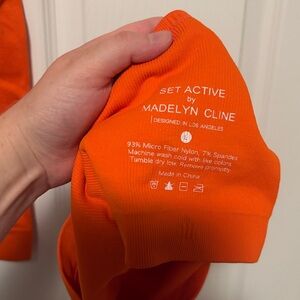 SET ACTIVE
by
MADELYN CLINE
DESIGNED IN LOS ANGELES
93% Micro Fiber Nylon, 7% Spandex
Machine wash cold with like colors
Tumble dry low. Remove promptly.
Made in China